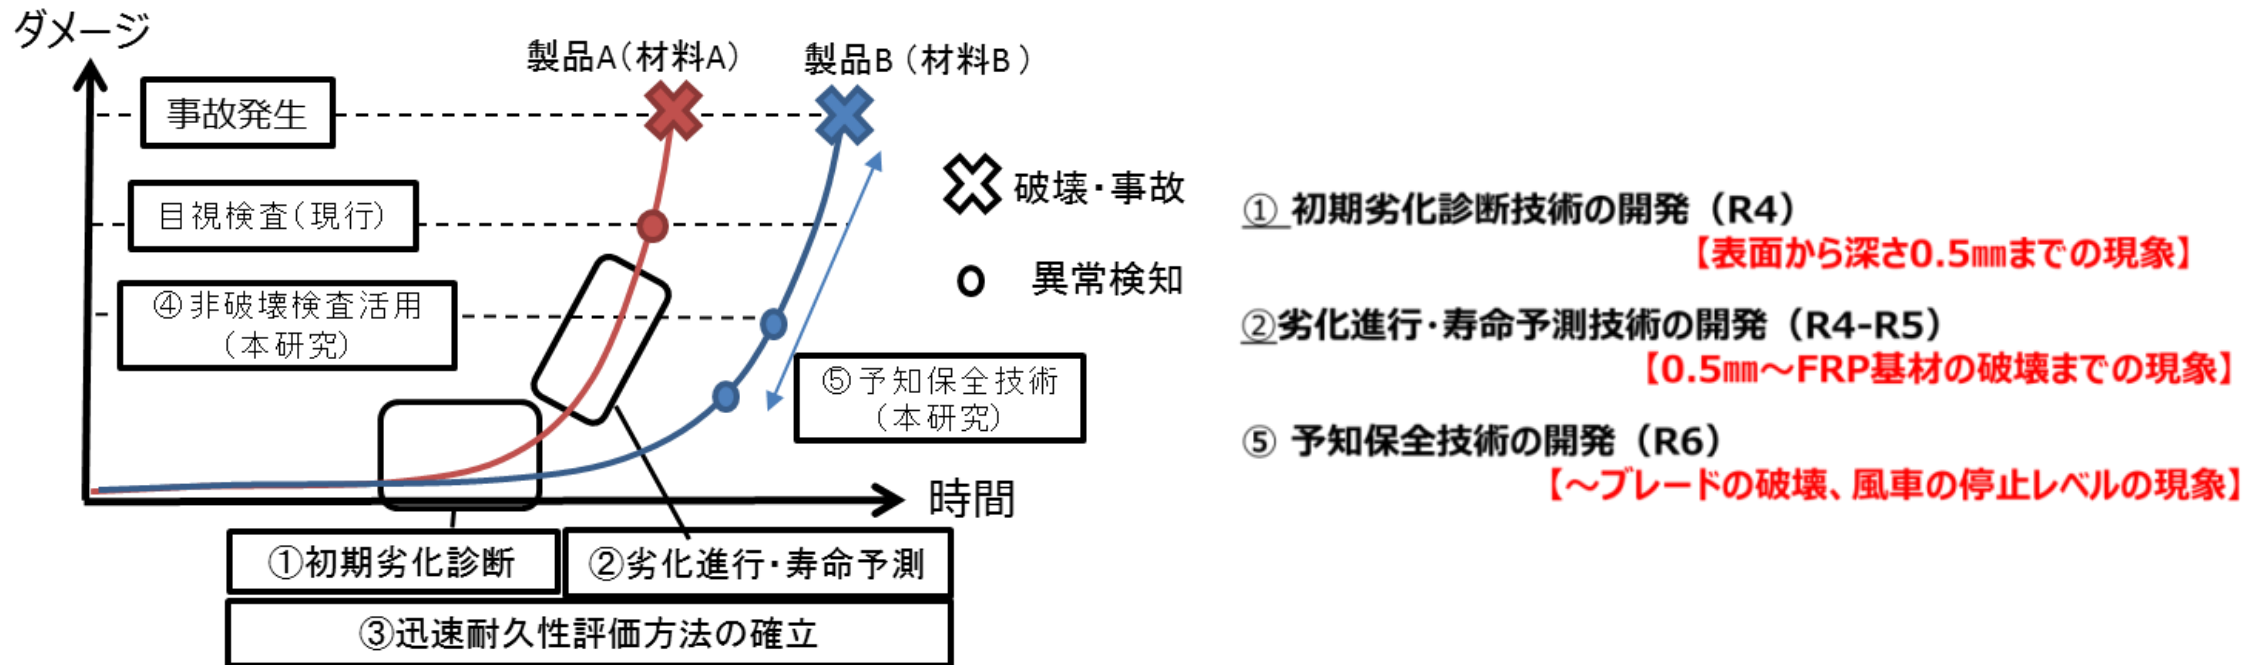 ダメージ
製品A(材料A)
製品B(材料B)
事故発生
目視検査(現行)
④非破壊検査活用
(本研究)
破壊・事故
異常検知
⑤予知保全技術
(本研究)
時間
①初期劣化診断
②劣化進行・寿命予測
③迅速耐久性評価方法の確立
① 初期劣化診断技術の開発（R4）
【表面から深さ0.5㎜までの現象】
②劣化進行・寿命予測技術の開発（R4-R5）
【0.5㎜～FRP基材の破壊までの現象】
⑤ 予知保全技術の開発（R6）
【～ブレードの破壊、風車の停止レベルの現象】